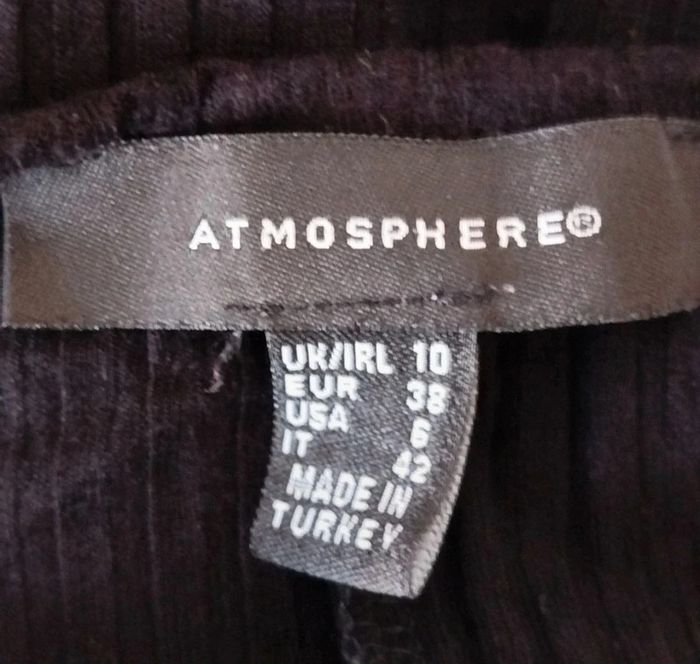 ATMOSPHERE®
UK/IRL 10
EUR 38
USA 6
IT 42
MADE IN
TURKEY